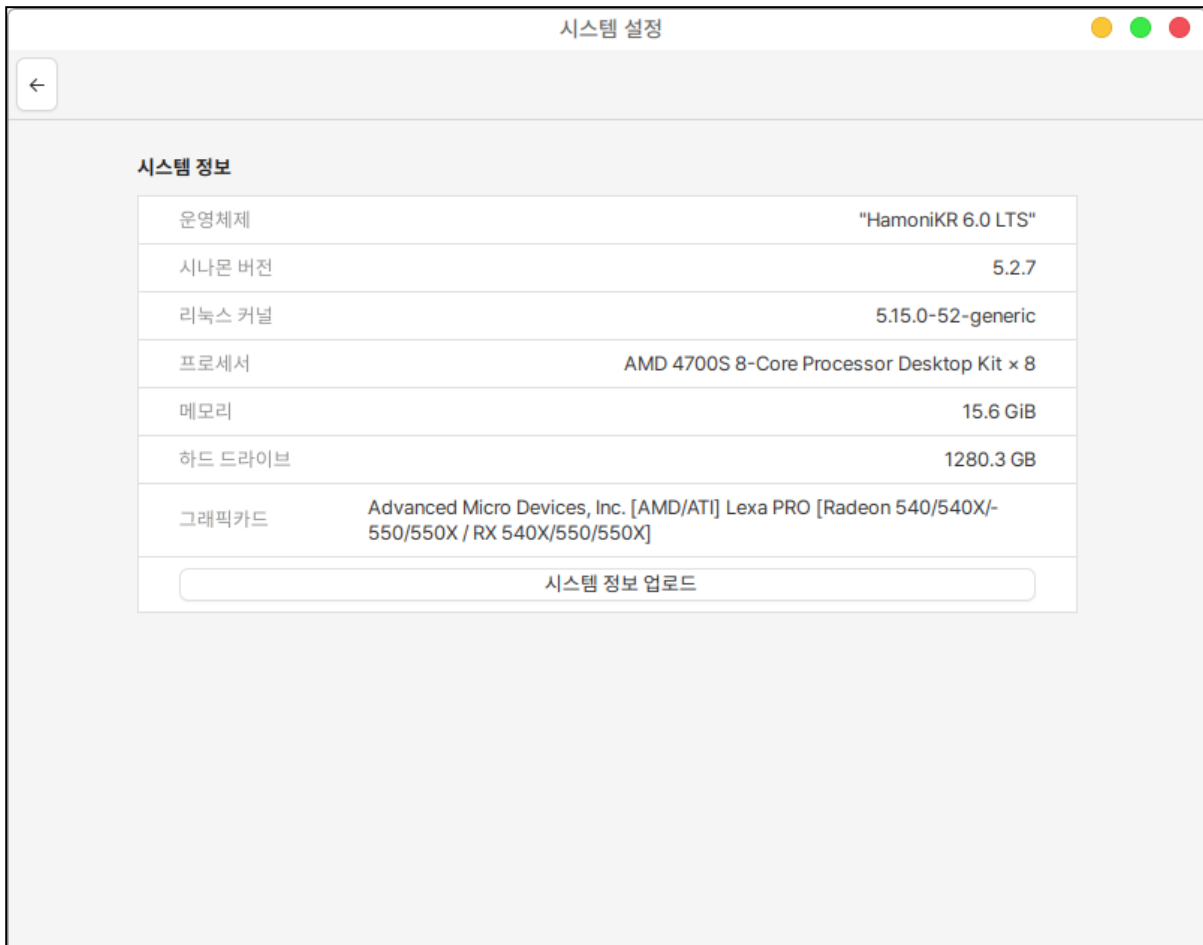 시스템 설정
시스템 정보
운영체제 "HamoniKR 6.0 LTS"
시나몬 버전 5.2.7
리눅스 커널 5.15.0-52-generic
프로세서 AMD 4700S 8-Core Processor Desktop Kit × 8
메모리 15.6 GiB
하드 드라이브 1280.3 GB
그래픽카드 Advanced Micro Devices, Inc. [AMD/ATI] Lexa PRO [Radeon 540/540X/-
550/550X / RX 540X/550/550X]
시스템 정보 업로드